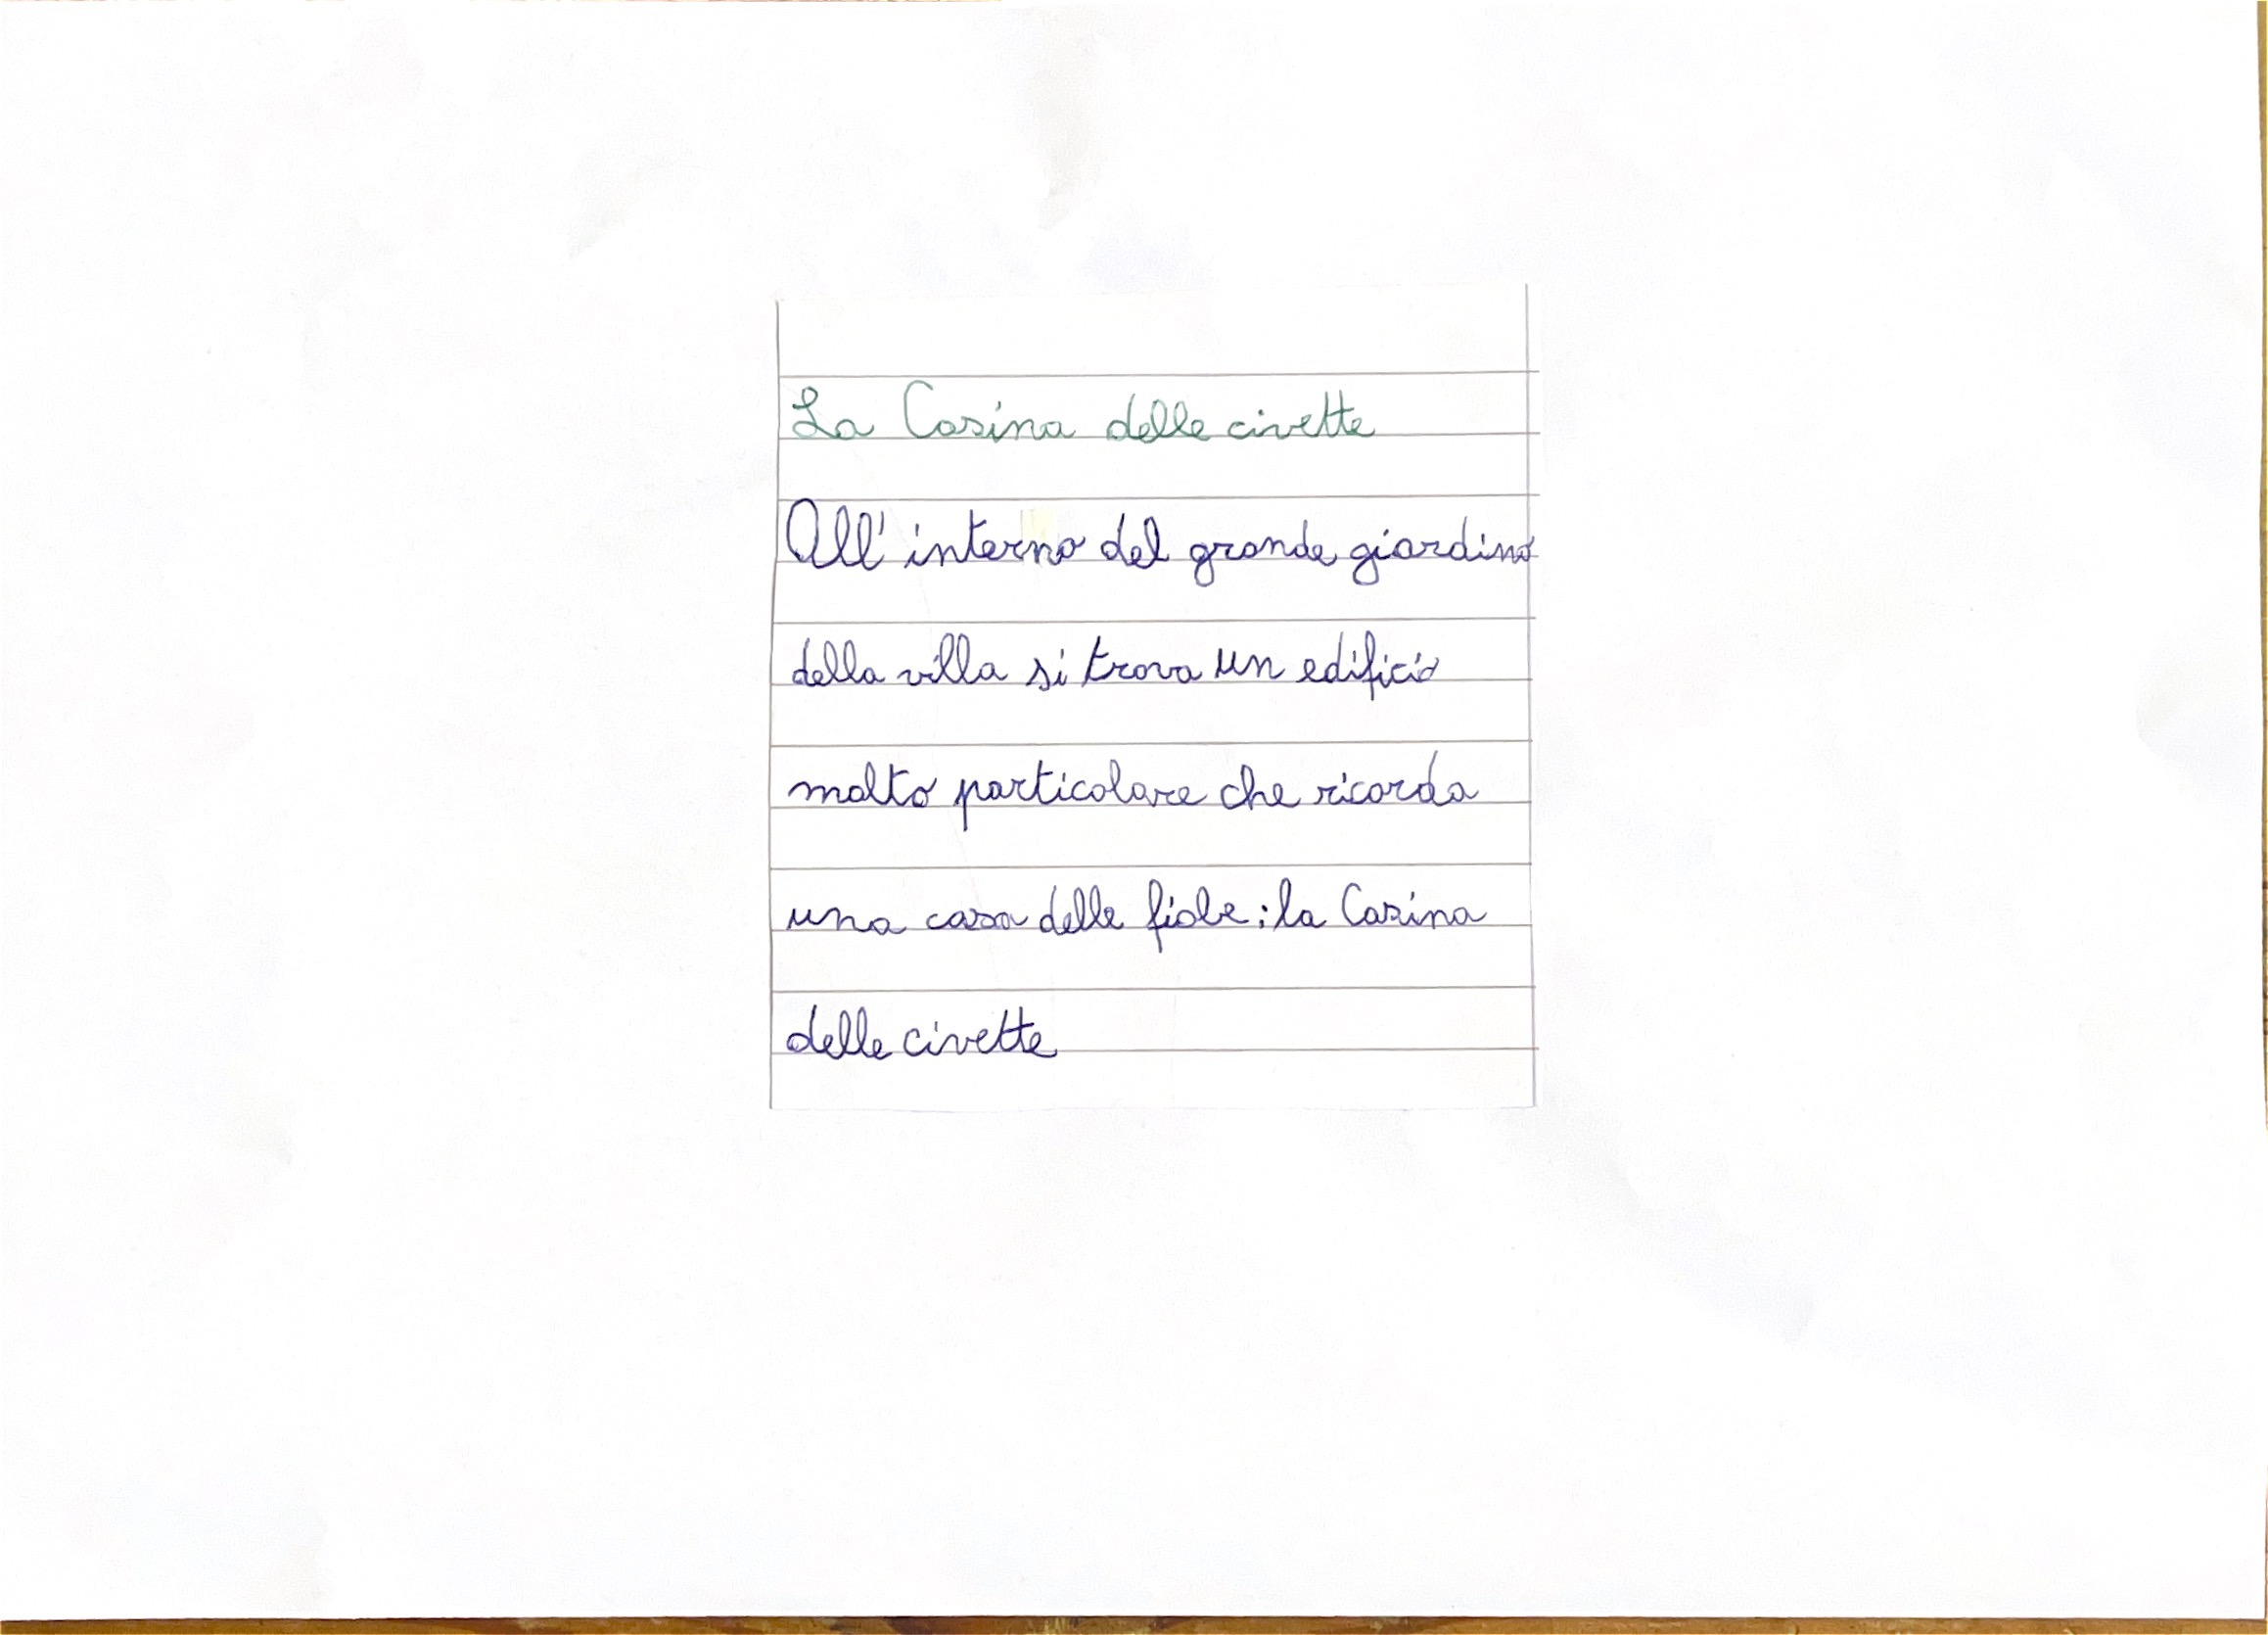 La Casina delle civette
All' interno del grande giardino
della villa si trova un edificio
molto particolare che ricorda
una casa delle fiabe: la Casina
delle civette